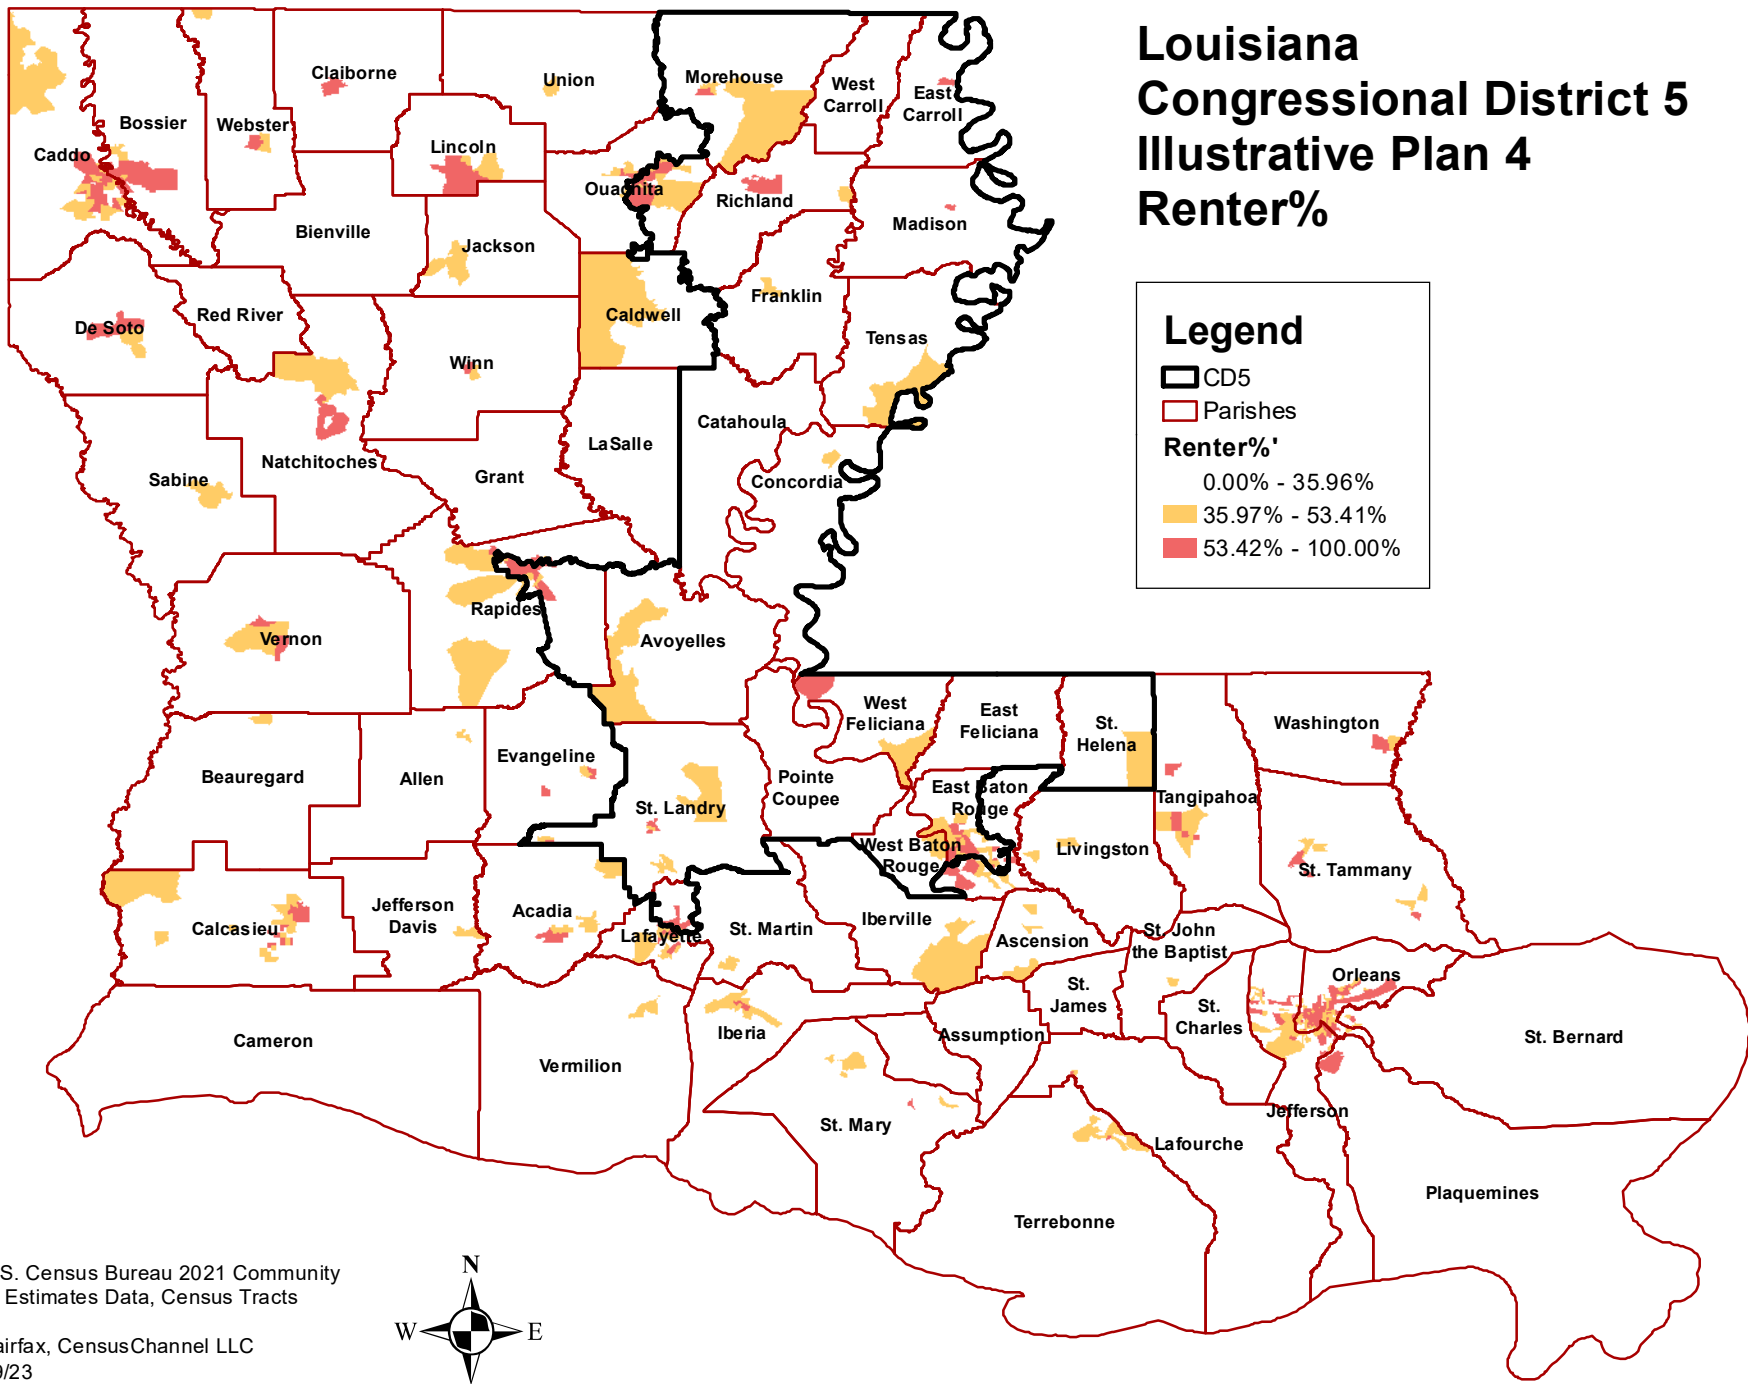 Louisiana
Congressional District 5
Illustrative Plan 4
Renter%
Legend
CD5
Parishes
Renter%'
0.00% - 35.96%
35.97% - 53.41%
53.42% - 100.00%
Claiborne
Union
Morehouse
West
Carroll
East
Carroll
Bossier
Webster
Caddo
Lincoln
Ouachita
Richland
Madison
Bienville
Jackson
Franklin
Red River
De Soto
Caldwell
Tensas
Winn
Catahoula
LaSalle
Natchitoches
Sabine
Grant
Concordia
Rapides
Vernon
Avoyelles
West
Feliciana
East
Feliciana
St.
Helena
Washington
Evangeline
Beauregard
Allen
Pointe
Coupee
St. Landry
East Baton
Rouge
Tangipahoa
West Baton
Rouge
Livingston
St. Tammany
Calcasieu
Jefferson
Davis
Acadia
Lafayette
St. Martin
Iberville
Ascension
St. John
the Baptist
Orleans
St.
James
St.
Charles
Cameron
Vermilion
Iberia
Assumption
St. Bernard
St. Mary
Jefferson
Lafourche
Plaquemines
Terrebonne
S. Census Bureau 2021 Community
Estimates Data, Census Tracts
airfax, CensusChannel LLC
9/23
N
W
E